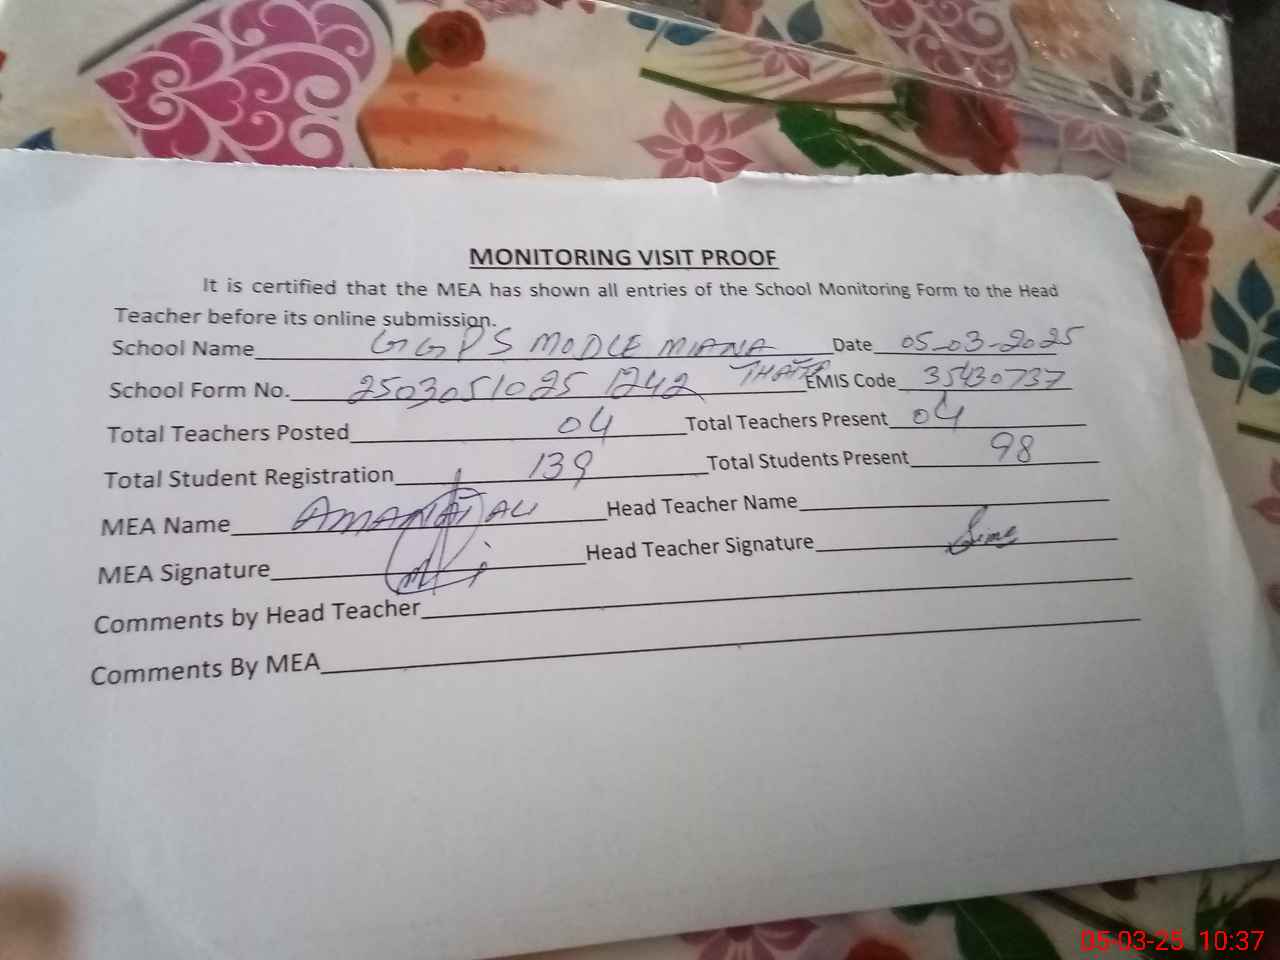 MONITORING VISIT PROOF
It is certified that the MEA has shown all entries of the School Monitoring Form to the Head
Teacher before its online submission.
School Name GGPS MODLE MIANA THATTA Date 05-03-2025
School Form No. 25030510251242 EMIS Code 35430737
Total Teachers Posted 04 Total Teachers Present 04
Total Student Registration 139 Total Students Present 98
MEA Name AMANAT ALI Head Teacher Name
MEA Signature Head Teacher Signature
Comments by Head Teacher
Comments By MEA
05-03-25 10:37